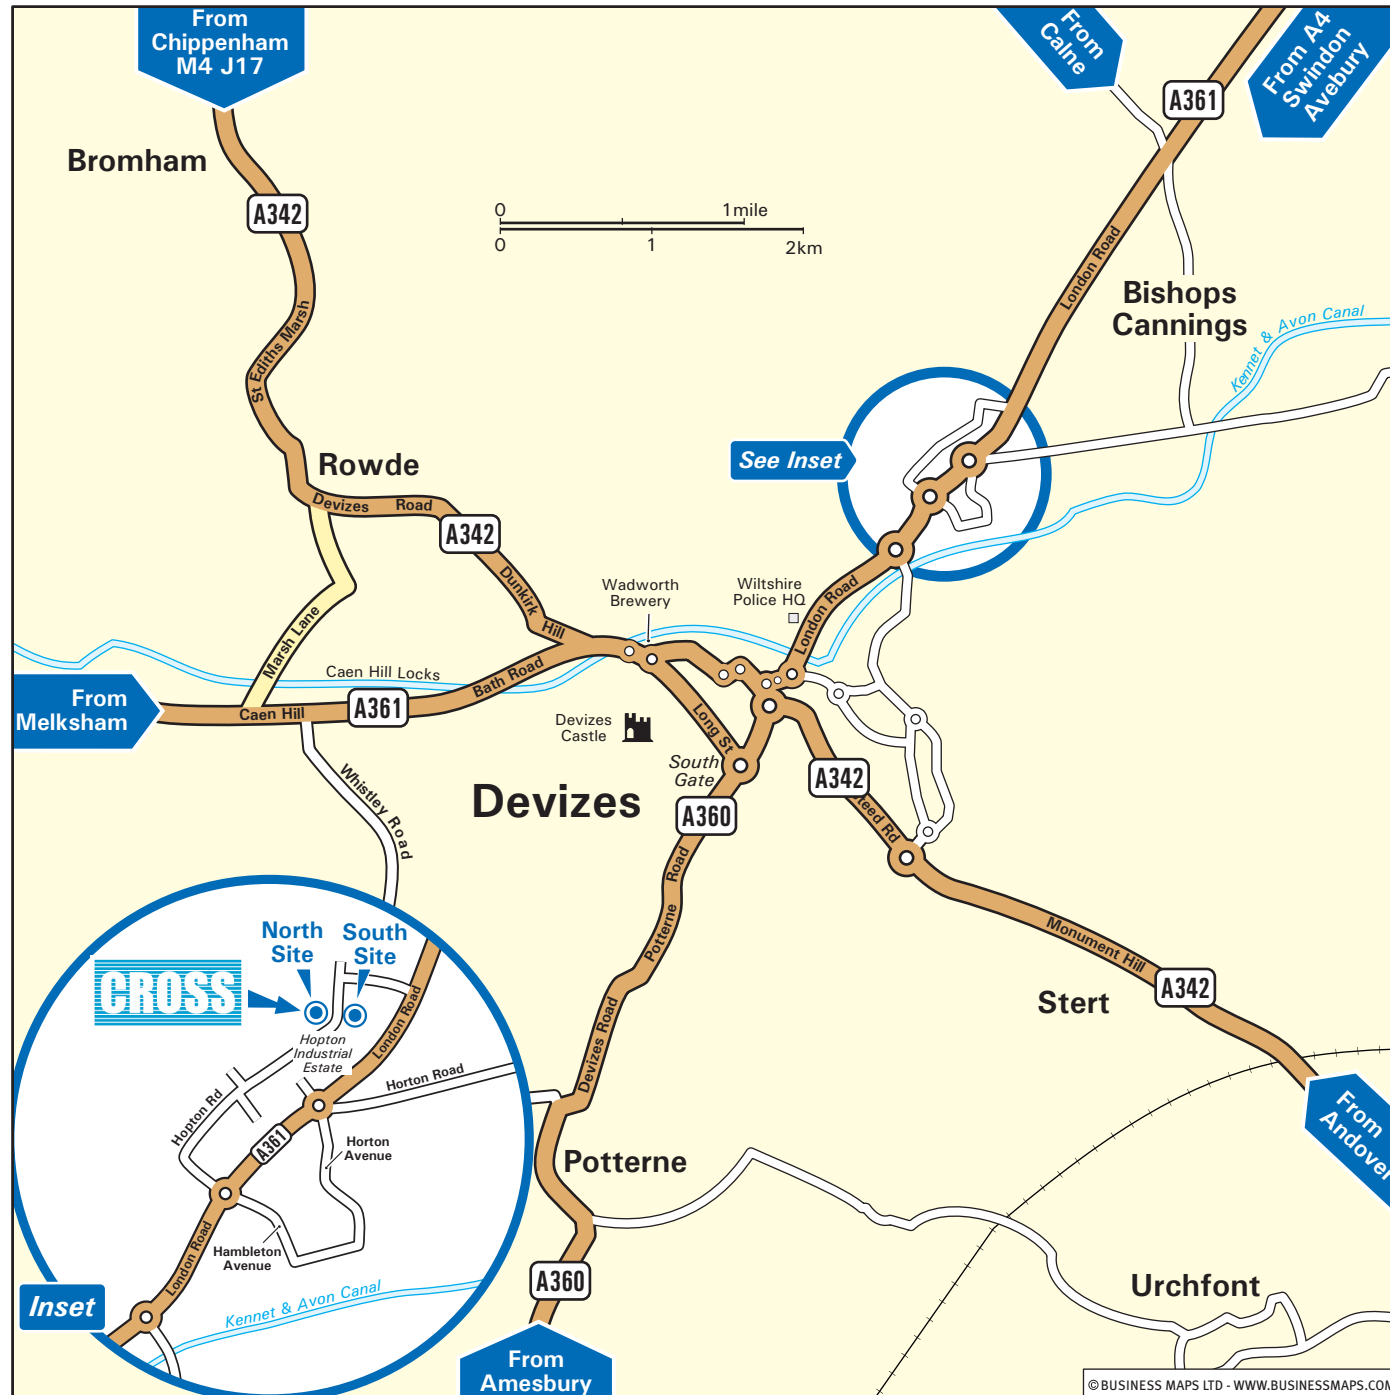 From
Chippenham
M4 J17
From
Calne
From A4
Swindon
Avebury
A361
Bromham
A342
0 1mile
0 1 2km
London Road
Bishops
Cannings
Kennet & Avon Canal
St Ediths Marsh
See Inset
Rowde
Devizes Road
A342
Dunkirk
Hill
Wadworth
Brewery
Wiltshire
Police HQ
London Road
Marsh Lane
Caen Hill Locks
Bath Road
From
Melksham
Caen Hill
A361
Devizes
Castle
Long St
South
Gate
A342
Whistley Road
Devizes
A360
teed Rd
Road
Potterne
Monument Hill
North
Site
South
Site
CROSS
A342
Stert
London Road
Hopton
Industrial
Estate
Devizes Road
Horton Road
Hopton Rd
A361
Horton
Avenue
From
Andover
Potterne
London Road
Hambleton
Avenue
A360
Urchfont
Inset
Kennet & Avon Canal
From
Amesbury
© BUSINESS MAPS LTD - WWW.BUSINESSMAPS.COM